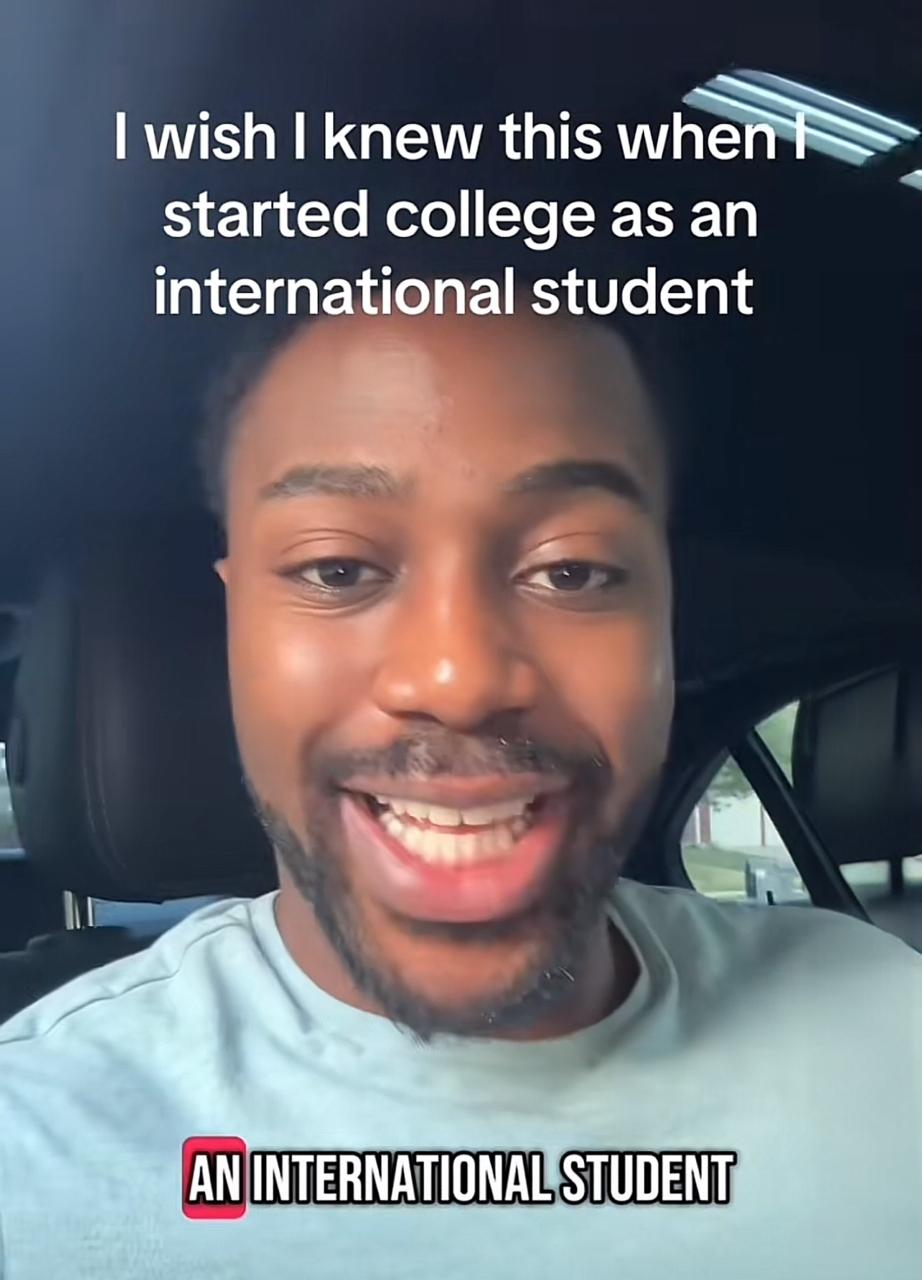 I wish I knew this when I
started college as an
international student
AN INTERNATIONAL STUDENT